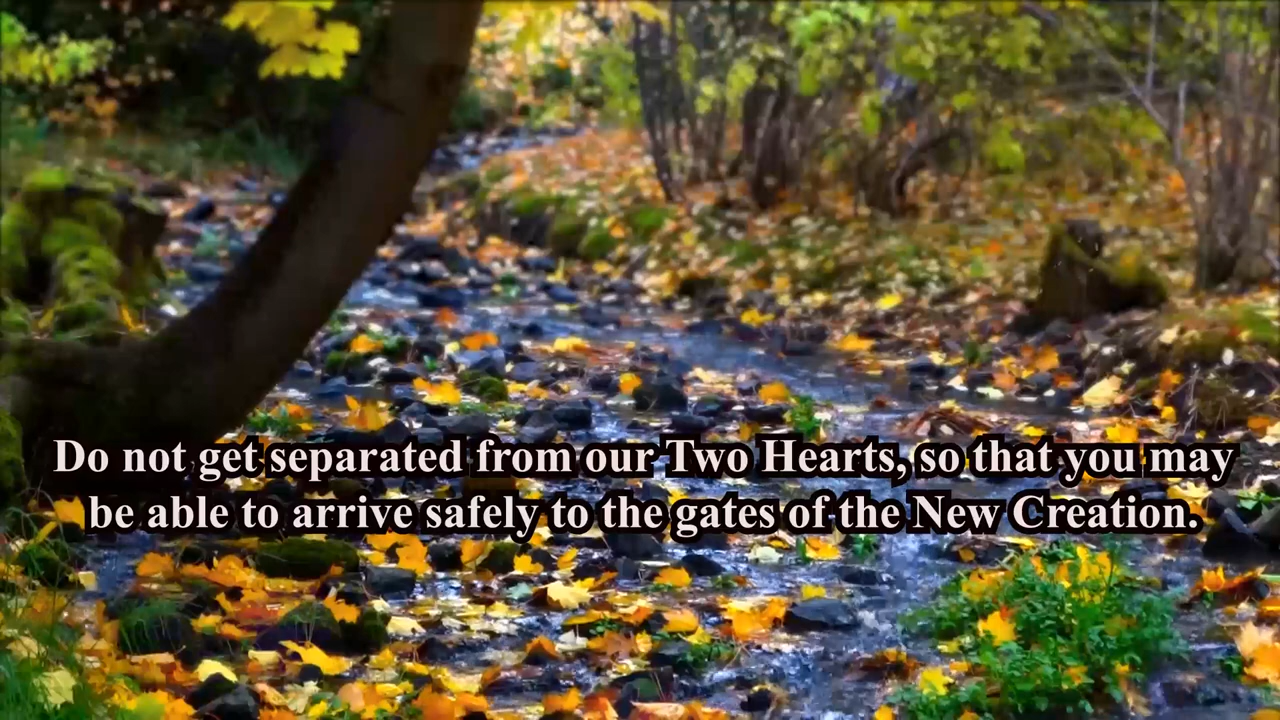 Do not get separated from our Two Hearts, so that you may
be able to arrive safely to the gates of the New Creation.